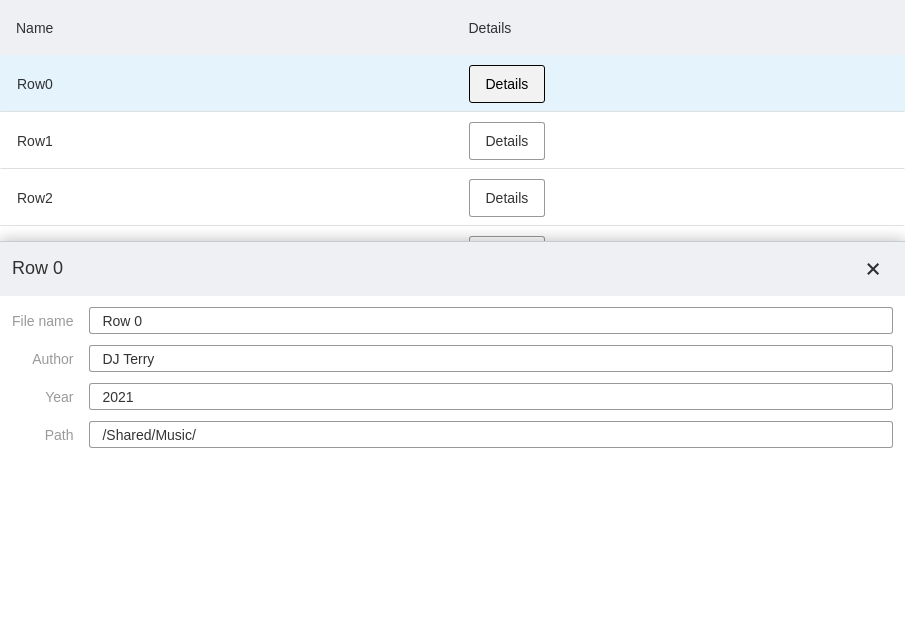 Name Details
Row0 Details
Row1 Details
Row2 Details
Row 0
File name Row 0
Author DJ Terry
Year 2021
Path /Shared/Music/